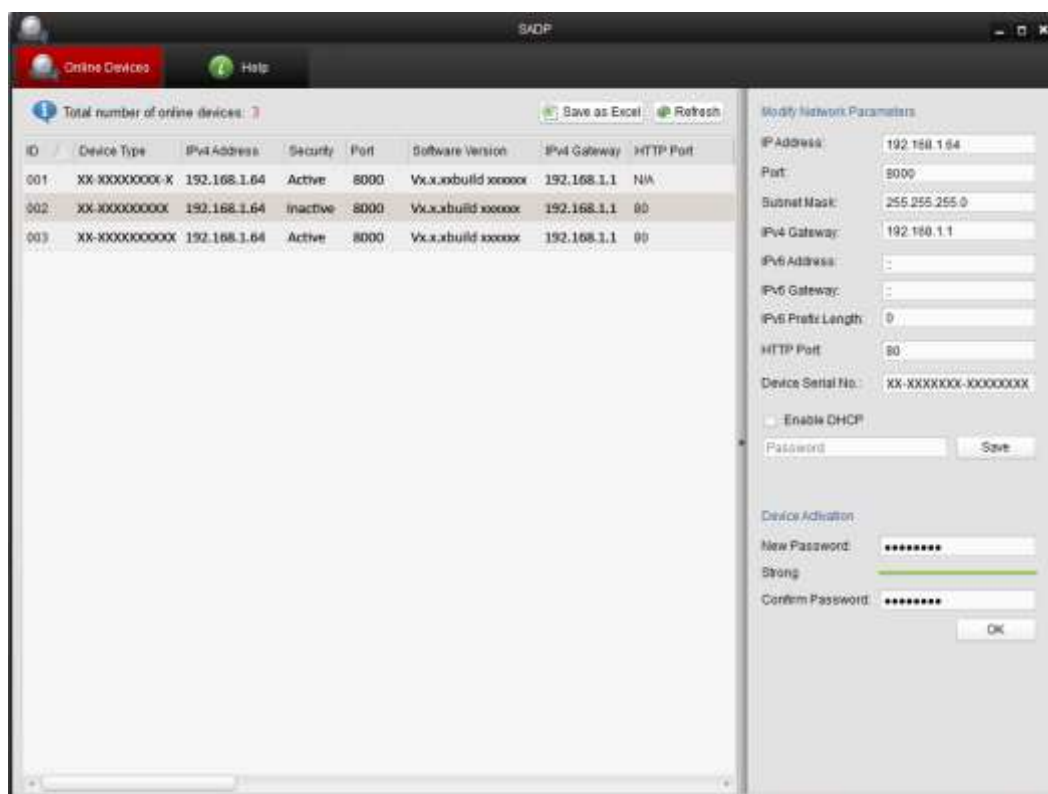 SADP
Online Devices Help
Total number of online devices: 3 Save as Excel Refresh
ID Device Type IPv4 Address Security Port Software Version IPv4 Gateway HTTP Port
001 XX-XXXXXXXX-X 192.168.1.64 Active 8000 Vx.x.xxbuild xxxxxx 192.168.1.1 N/A
002 XX-XXXXXXXXX 192.168.1.64 Inactive 8000 Vx.x.xbuild xxxxxx 192.168.1.1 80
003 XX-XXXXXXXXXX 192.168.1.64 Active 8000 Vx.x.xbuild xxxxxx 192.168.1.1 80
Modify Network Parameters
IP Address: 192.168.1.64
Port: 8000
Subnet Mask: 255.255.255.0
IPv4 Gateway: 192.168.1.1
IPv6 Address: ::
IPv6 Gateway: ::
IPv6 Prefix Length: 0
HTTP Port: 80
Device Serial No.: XX-XXXXXXX-XXXXXXXX
Enable DHCP
Password Save
Device Activation
New Password: ••••••••
Strong
Confirm Password: ••••••••
OK